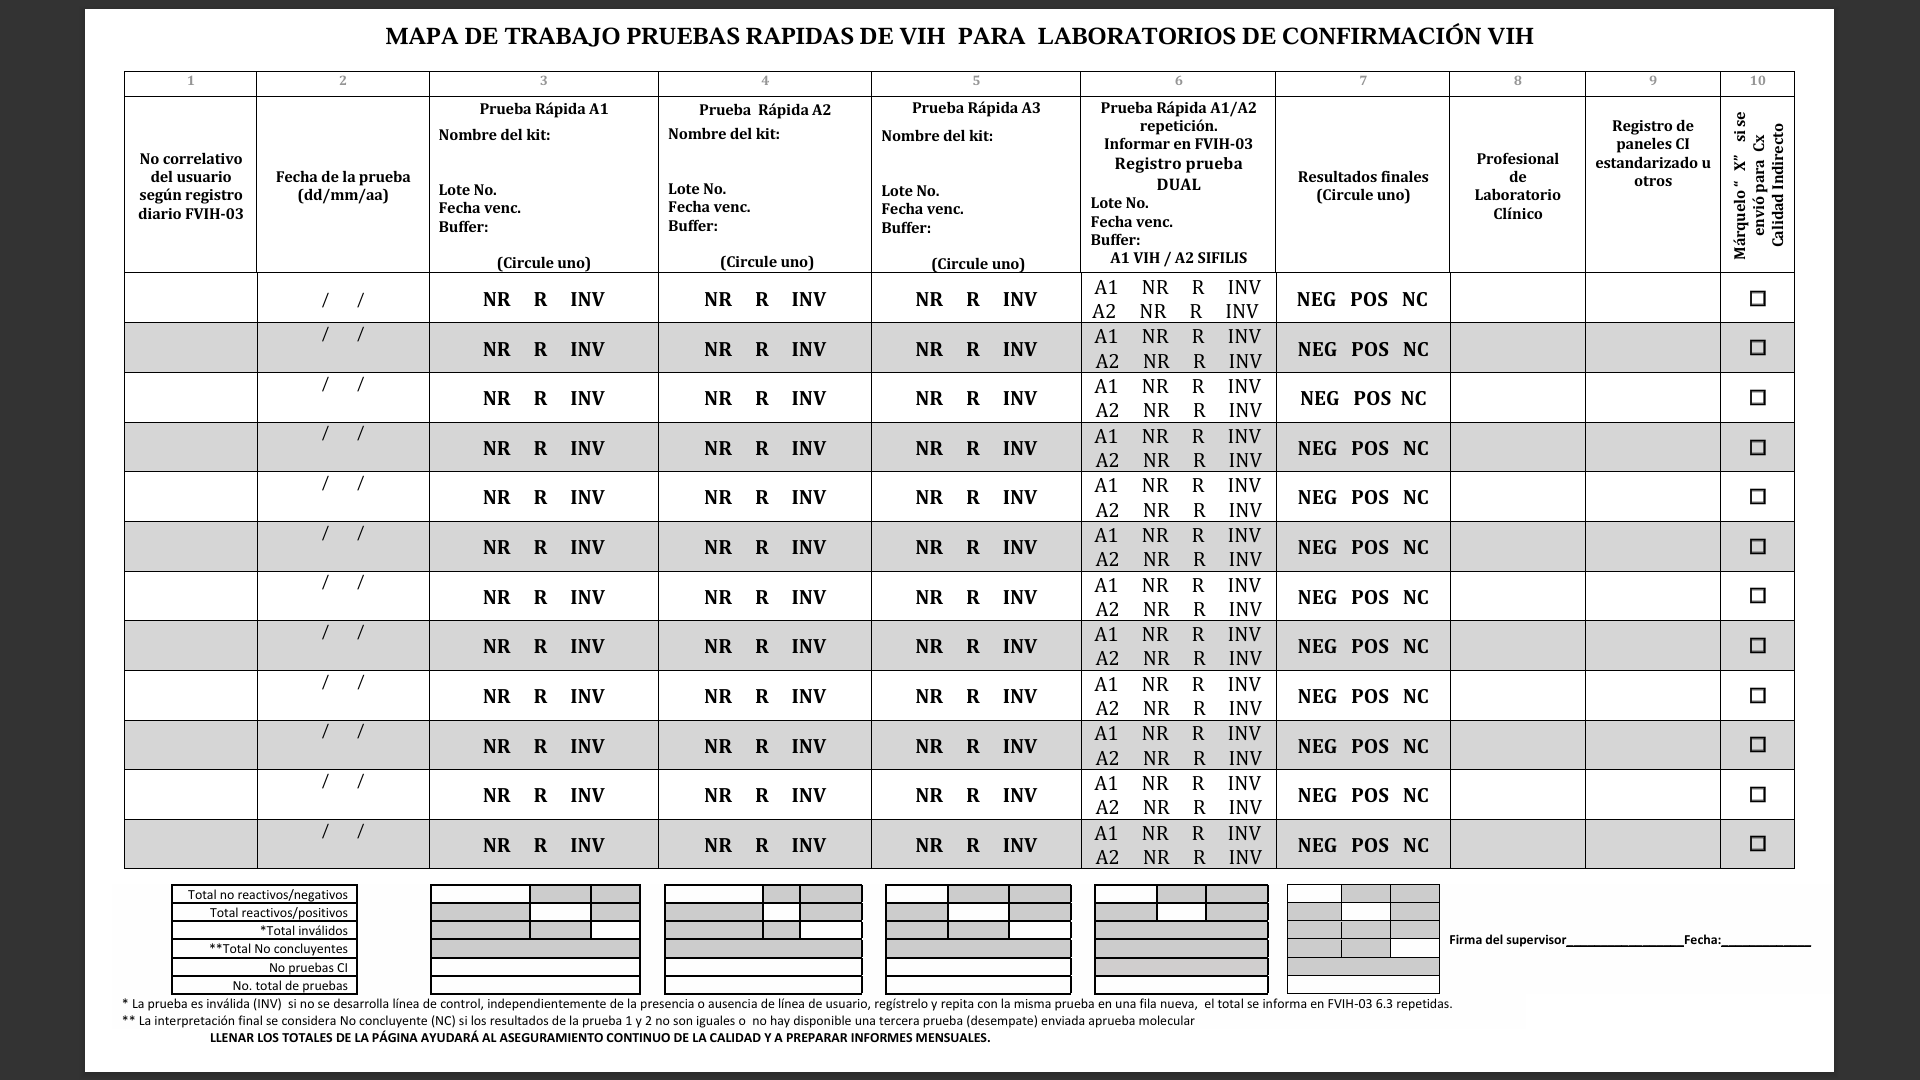 MAPA DE TRABAJO PRUEBAS RAPIDAS DE VIH PARA LABORATORIOS DE CONFIRMACIÓN VIH
1 2 3 4 5 6 7 8 9 10
No correlativo
del usuario
según registro
diario FVIH-03
Fecha de la prueba
(dd/mm/aa)
Prueba Rápida A1
Nombre del kit:
Lote No.
Fecha venc.
Buffer:
(Circule uno)
Prueba Rápida A2
Nombre del kit:
Lote No.
Fecha venc.
Buffer:
(Circule uno)
Prueba Rápida A3
Nombre del kit:
Lote No.
Fecha venc.
Buffer:
(Circule uno)
Prueba Rápida A1/A2
repetición.
Informar en FVIH-03
Registro prueba
DUAL
Lote No.
Fecha venc.
Buffer:
A1 VIH / A2 SIFILIS
Resultados finales
(Circule uno)
Profesional
de
Laboratorio
Clínico
Registro de
paneles CI
estandarizado u
otros
Márquelo “ X” si se
envió para Cx
Calidad Indirecto
/ / NR R INV NR R INV NR R INV A1 NR R INV NEG POS NC ☐
A2 NR R INV
/ / NR R INV NR R INV NR R INV A1 NR R INV NEG POS NC ☐
A2 NR R INV
/ / NR R INV NR R INV NR R INV A1 NR R INV NEG POS NC ☐
A2 NR R INV
/ / NR R INV NR R INV NR R INV A1 NR R INV NEG POS NC ☐
A2 NR R INV
/ / NR R INV NR R INV NR R INV A1 NR R INV NEG POS NC ☐
A2 NR R INV
/ / NR R INV NR R INV NR R INV A1 NR R INV NEG POS NC ☐
A2 NR R INV
/ / NR R INV NR R INV NR R INV A1 NR R INV NEG POS NC ☐
A2 NR R INV
/ / NR R INV NR R INV NR R INV A1 NR R INV NEG POS NC ☐
A2 NR R INV
/ / NR R INV NR R INV NR R INV A1 NR R INV NEG POS NC ☐
A2 NR R INV
/ / NR R INV NR R INV NR R INV A1 NR R INV NEG POS NC ☐
A2 NR R INV
/ / NR R INV NR R INV NR R INV A1 NR R INV NEG POS NC ☐
A2 NR R INV
/ / NR R INV NR R INV NR R INV A1 NR R INV NEG POS NC ☐
A2 NR R INV
Total no reactivos/negativos
Total reactivos/positivos
*Total inválidos
**Total No concluyentes
No pruebas CI
No. total de pruebas
Firma del supervisor_________________Fecha:_____________
* La prueba es inválida (INV) si no se desarrolla línea de control, independientemente de la presencia o ausencia de línea de usuario, regístrelo y repita con la misma prueba en una fila nueva, el total se informa en FVIH-03 6.3 repetidas.
** La interpretación final se considera No concluyente (NC) si los resultados de la prueba 1 y 2 no son iguales o no hay disponible una tercera prueba (desempate) enviada aprueba molecular
LLENAR LOS TOTALES DE LA PÁGINA AYUDARÁ AL ASEGURAMIENTO CONTINUO DE LA CALIDAD Y A PREPARAR INFORMES MENSUALES.